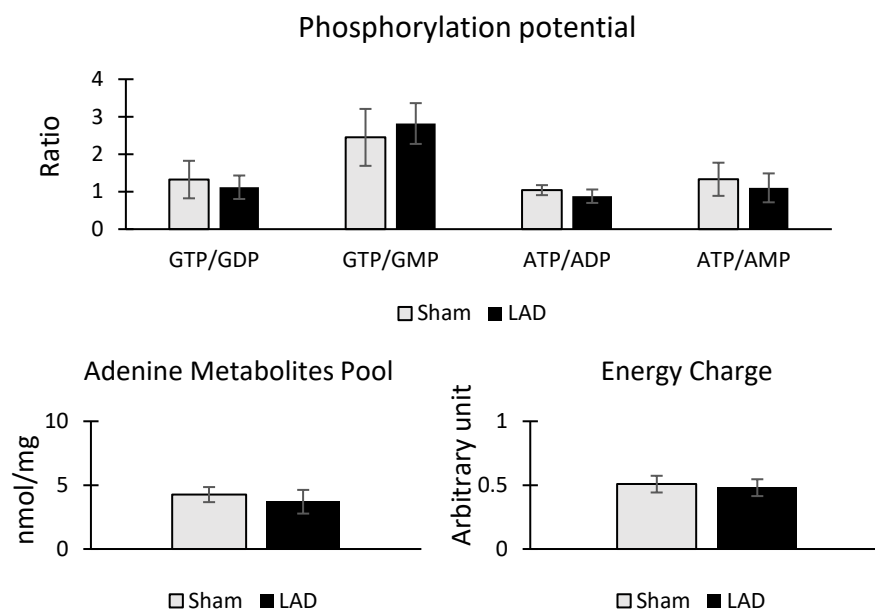 Phosphorylation potential
4
3
2
1
0
Ratio
GTP/GDP GTP/GMP ATP/ADP ATP/AMP
Sham LAD
Adenine Metabolites Pool
10
5
0
nmol/mg
Sham LAD
Energy Charge
1
0.5
0
Arbitrary unit
Sham LAD